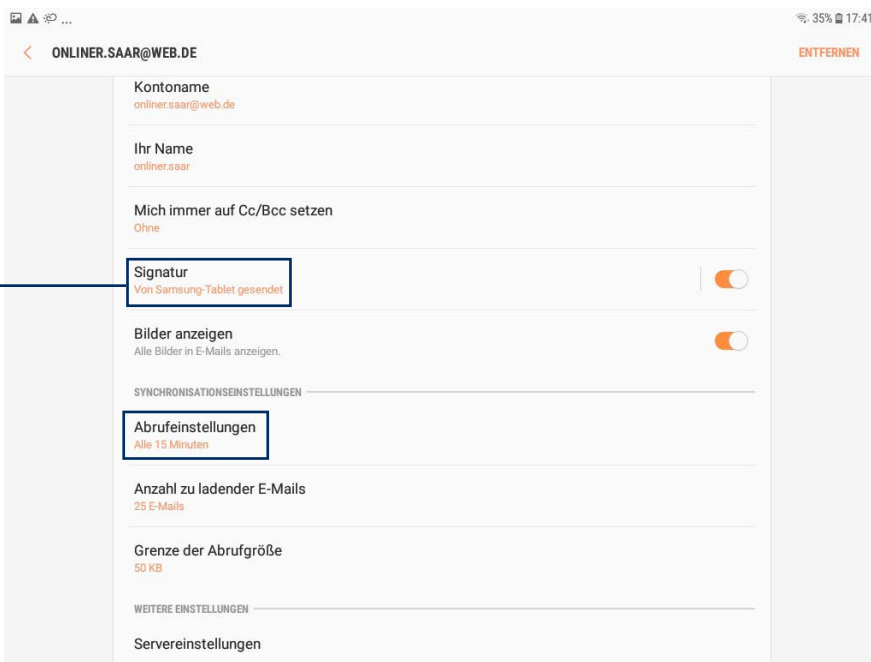 ... 35% 17:41
ONLINER.SAAR@WEB.DE ENTFERNEN
Kontoname
onliner.saar@web.de
Ihr Name
onliner.saar
Mich immer auf Cc/Bcc setzen
Ohne
Signatur
Von Samsung-Tablet gesendet
Bilder anzeigen
Alle Bilder in E-Mails anzeigen.
SYNCHRONISATIONSEINSTELLUNGEN
Abrufeinstellungen
Alle 15 Minuten
Anzahl zu ladender E-Mails
25 E-Mails
Grenze der Abrufgröße
50 KB
WEITERE EINSTELLUNGEN
Servereinstellungen